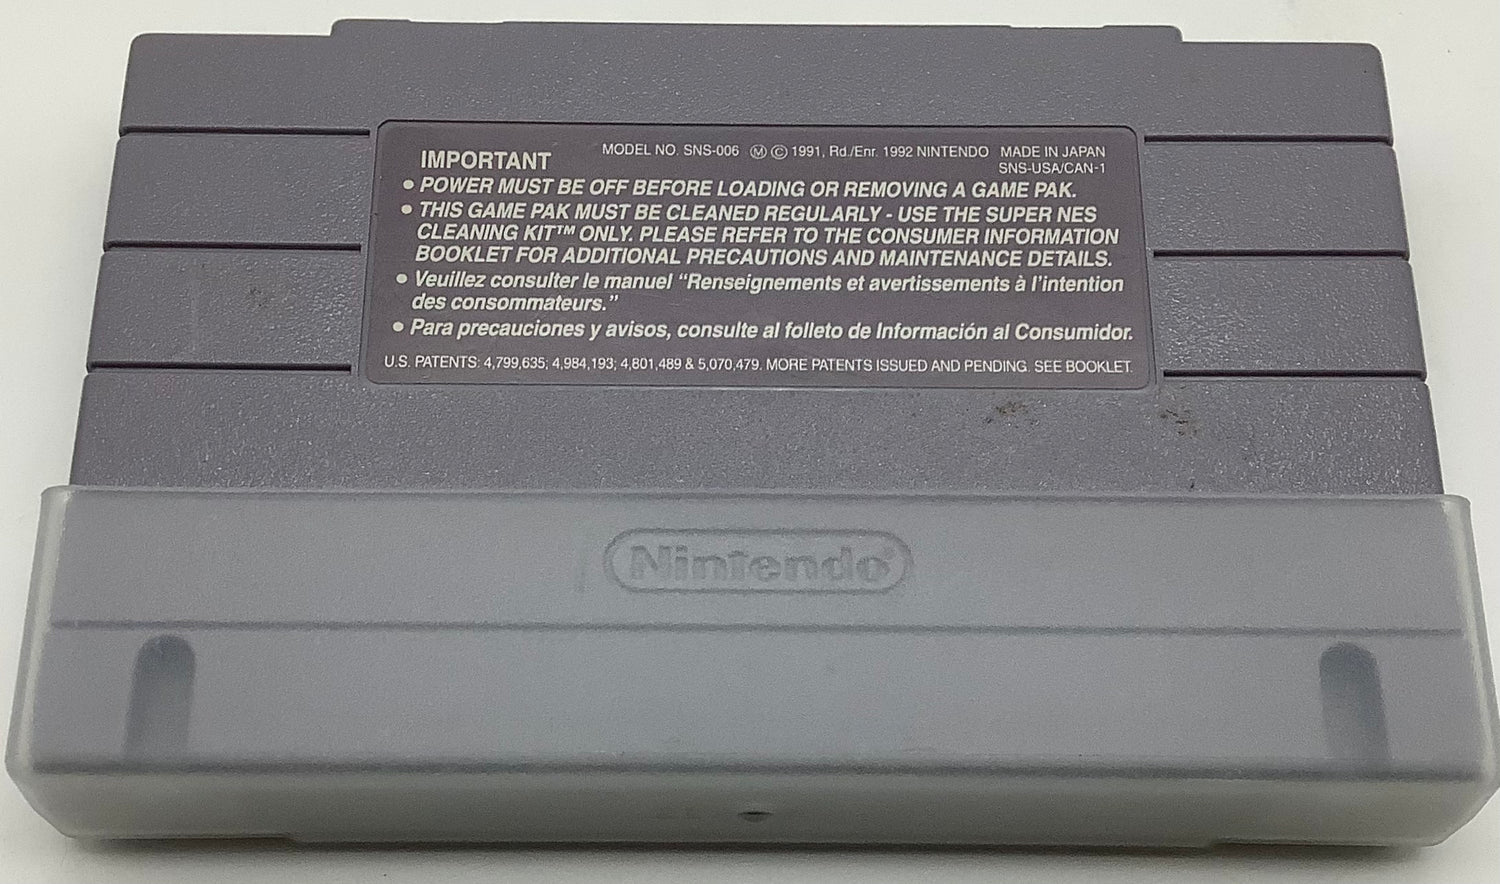 IMPORTANT MODEL NO. SNS-006 Ⓜ © 1991, Rd./Enr. 1992 NINTENDO MADE IN JAPAN
SNS-USA/CAN-1
• POWER MUST BE OFF BEFORE LOADING OR REMOVING A GAME PAK.
• THIS GAME PAK MUST BE CLEANED REGULARLY - USE THE SUPER NES
CLEANING KIT™ ONLY. PLEASE REFER TO THE CONSUMER INFORMATION
BOOKLET FOR ADDITIONAL PRECAUTIONS AND MAINTENANCE DETAILS.
• Veuillez consulter le manuel “Renseignements et avertissements à l’intention
des consommateurs.”
• Para precauciones y avisos, consulte al folleto de Información al Consumidor.
U.S. PATENTS: 4,799,635; 4,984,193; 4,801,489 & 5,070,479. MORE PATENTS ISSUED AND PENDING. SEE BOOKLET.
Nintendo®